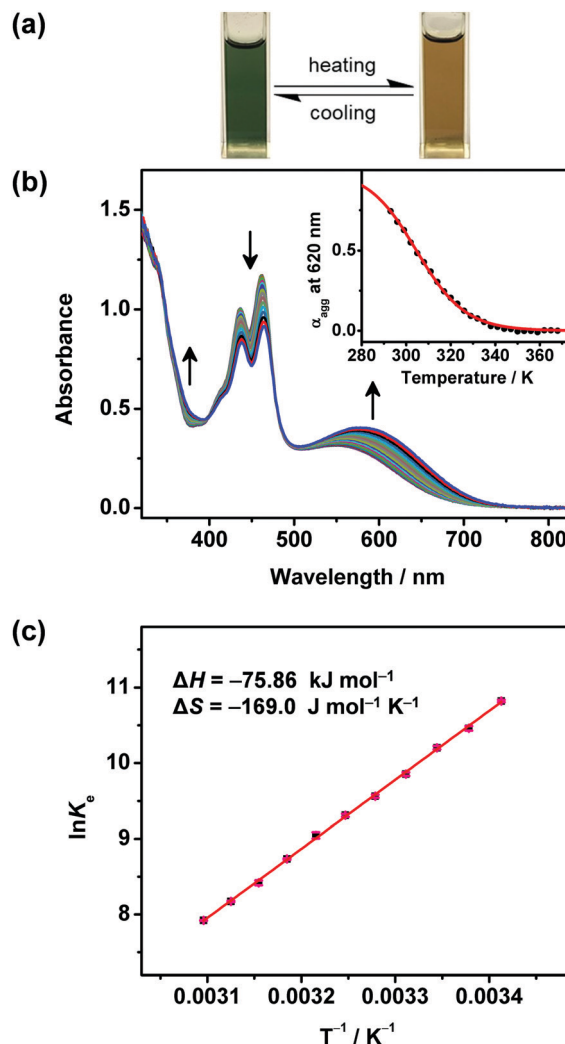 (a)
heating
cooling
(b)
1.5
1.0
0.5
0.0
Absorbance
400
500
600
700
800
Wavelength / nm
α_agg at 620 nm
0.5
0.0
280
300
320
340
360
Temperature / K
(c)
ΔH = −75.86 kJ mol⁻¹
ΔS = −169.0 J mol⁻¹ K⁻¹
lnKₑ
11
10
9
8
0.0031
0.0032
0.0033
0.0034
T⁻¹ / K⁻¹